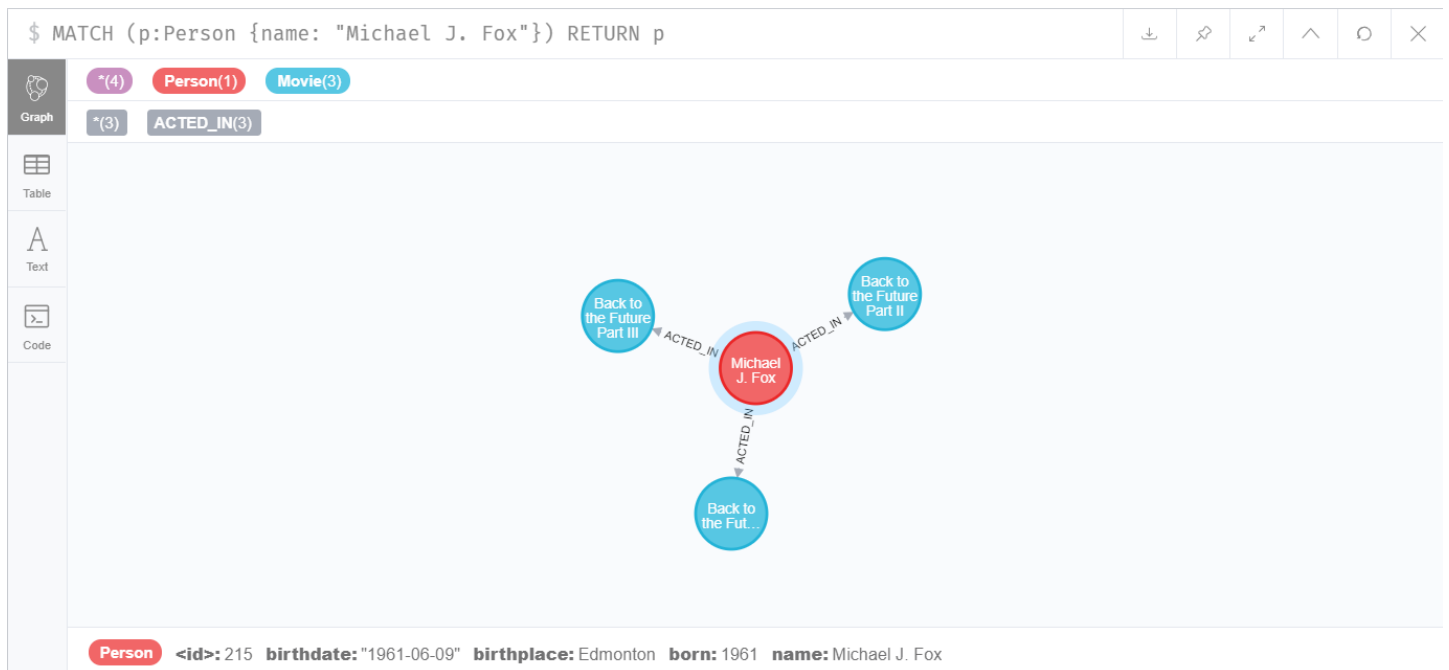 $ MATCH (p:Person {name: "Michael J. Fox"}) RETURN p
*(4) Person(1) Movie(3)
Graph
*(3) ACTED_IN(3)
Table
A
Text
Code
Back to
the Future
Part II
Back to
the Future
Part III
ACTED_IN
ACTED_IN
Michael
J. Fox
ACTED_IN
Back to
the Fut...
Person <id>: 215 birthdate: "1961-06-09" birthplace: Edmonton born: 1961 name: Michael J. Fox